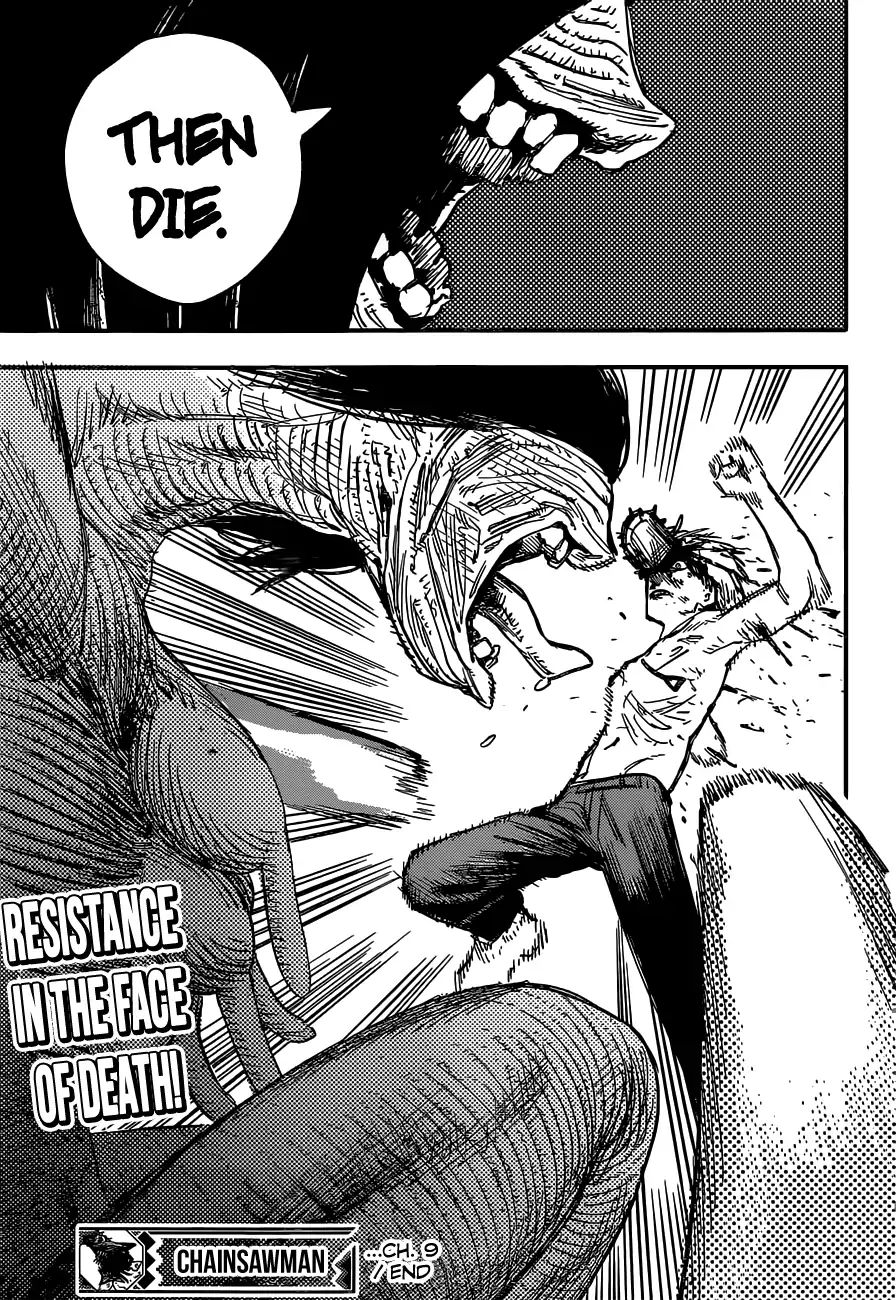 THEN
DIE.
RESISTANCE
IN THE FACE
OF DEATH!
CHAINSAWMAN
...CH. 9
/ END